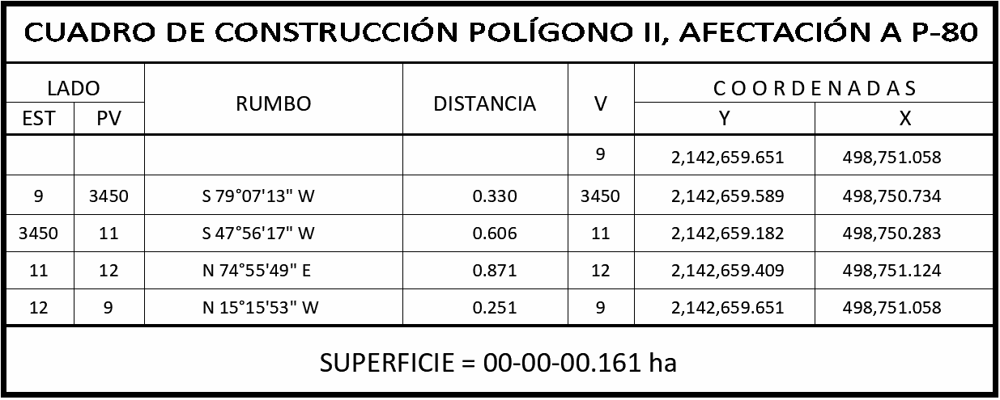 CUADRO DE CONSTRUCCIÓN POLÍGONO II, AFECTACIÓN A P-80
LADO RUMBO DISTANCIA V C O O R D E N A D A S
EST PV Y X
9 2,142,659.651 498,751.058
9 3450 S 79°07'13" W 0.330 3450 2,142,659.589 498,750.734
3450 11 S 47°56'17" W 0.606 11 2,142,659.182 498,750.283
11 12 N 74°55'49" E 0.871 12 2,142,659.409 498,751.124
12 9 N 15°15'53" W 0.251 9 2,142,659.651 498,751.058
SUPERFICIE = 00-00-00.161 ha